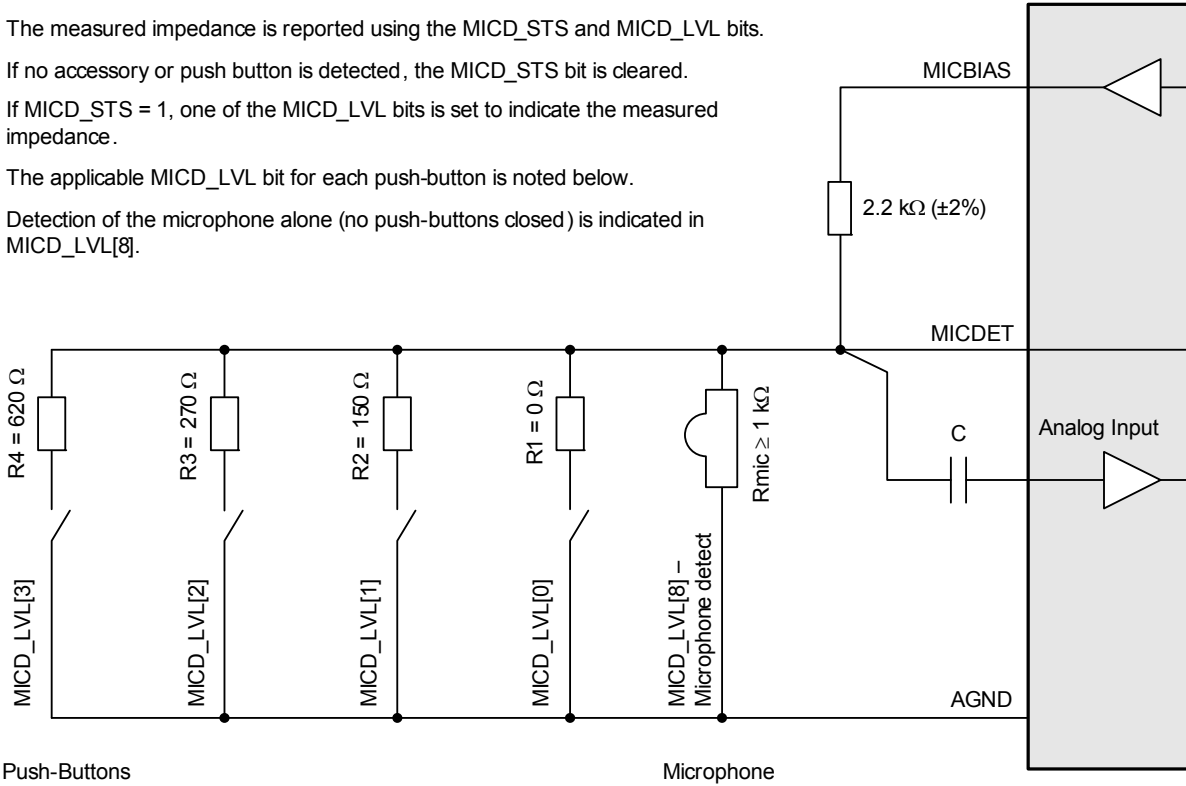 The measured impedance is reported using the MICD_STS and MICD_LVL bits.
If no accessory or push button is detected, the MICD_STS bit is cleared.
If MICD_STS = 1, one of the MICD_LVL bits is set to indicate the measured
impedance.
The applicable MICD_LVL bit for each push-button is noted below.
Detection of the microphone alone (no push-buttons closed) is indicated in
MICD_LVL[8].
MICBIAS
2.2 kΩ (±2%)
MICDET
R4 = 620 Ω
R3 = 270 Ω
R2 = 150 Ω
R1 = 0 Ω
Rmic ≥ 1 kΩ
C
Analog Input
MICD_LVL[3]
MICD_LVL[2]
MICD_LVL[1]
MICD_LVL[0]
MICD_LVL[8] –
Microphone detect
AGND
Push-Buttons
Microphone